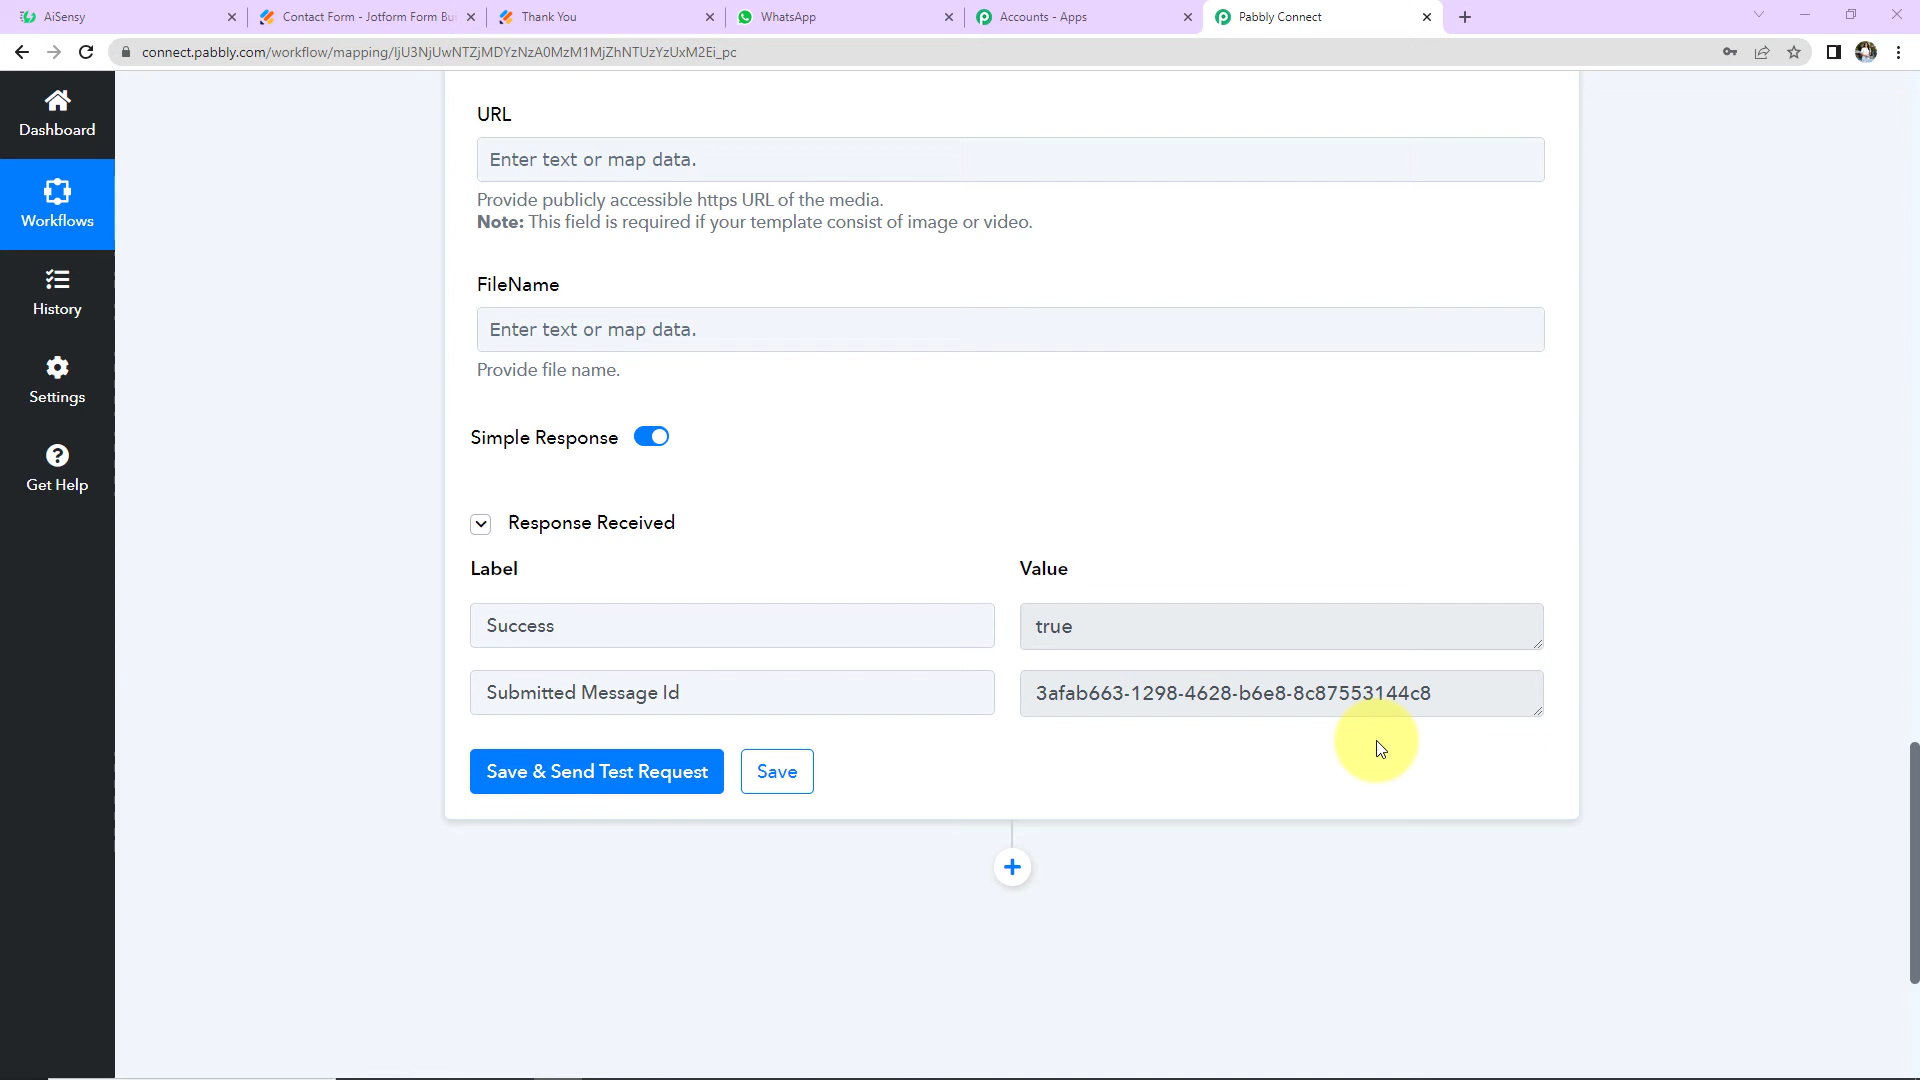 AiSensy
Contact Form - Jotform Form Bu
Thank You
WhatsApp
Accounts - Apps
Pabbly Connect
connect.pabbly.com/workflow/mapping/IjU3NjUwNTZjMDYzNzA0MzM1MjZhNTUzYzUxM2Ei_pc
Dashboard
Workflows
History
Settings
Get Help
URL
Enter text or map data.
Provide publicly accessible https URL of the media.
Note: This field is required if your template consist of image or video.
FileName
Enter text or map data.
Provide file name.
Simple Response
Response Received
Label
Value
Success
true
Submitted Message Id
3afab663-1298-4628-b6e8-8c87553144c8
Save & Send Test Request
Save